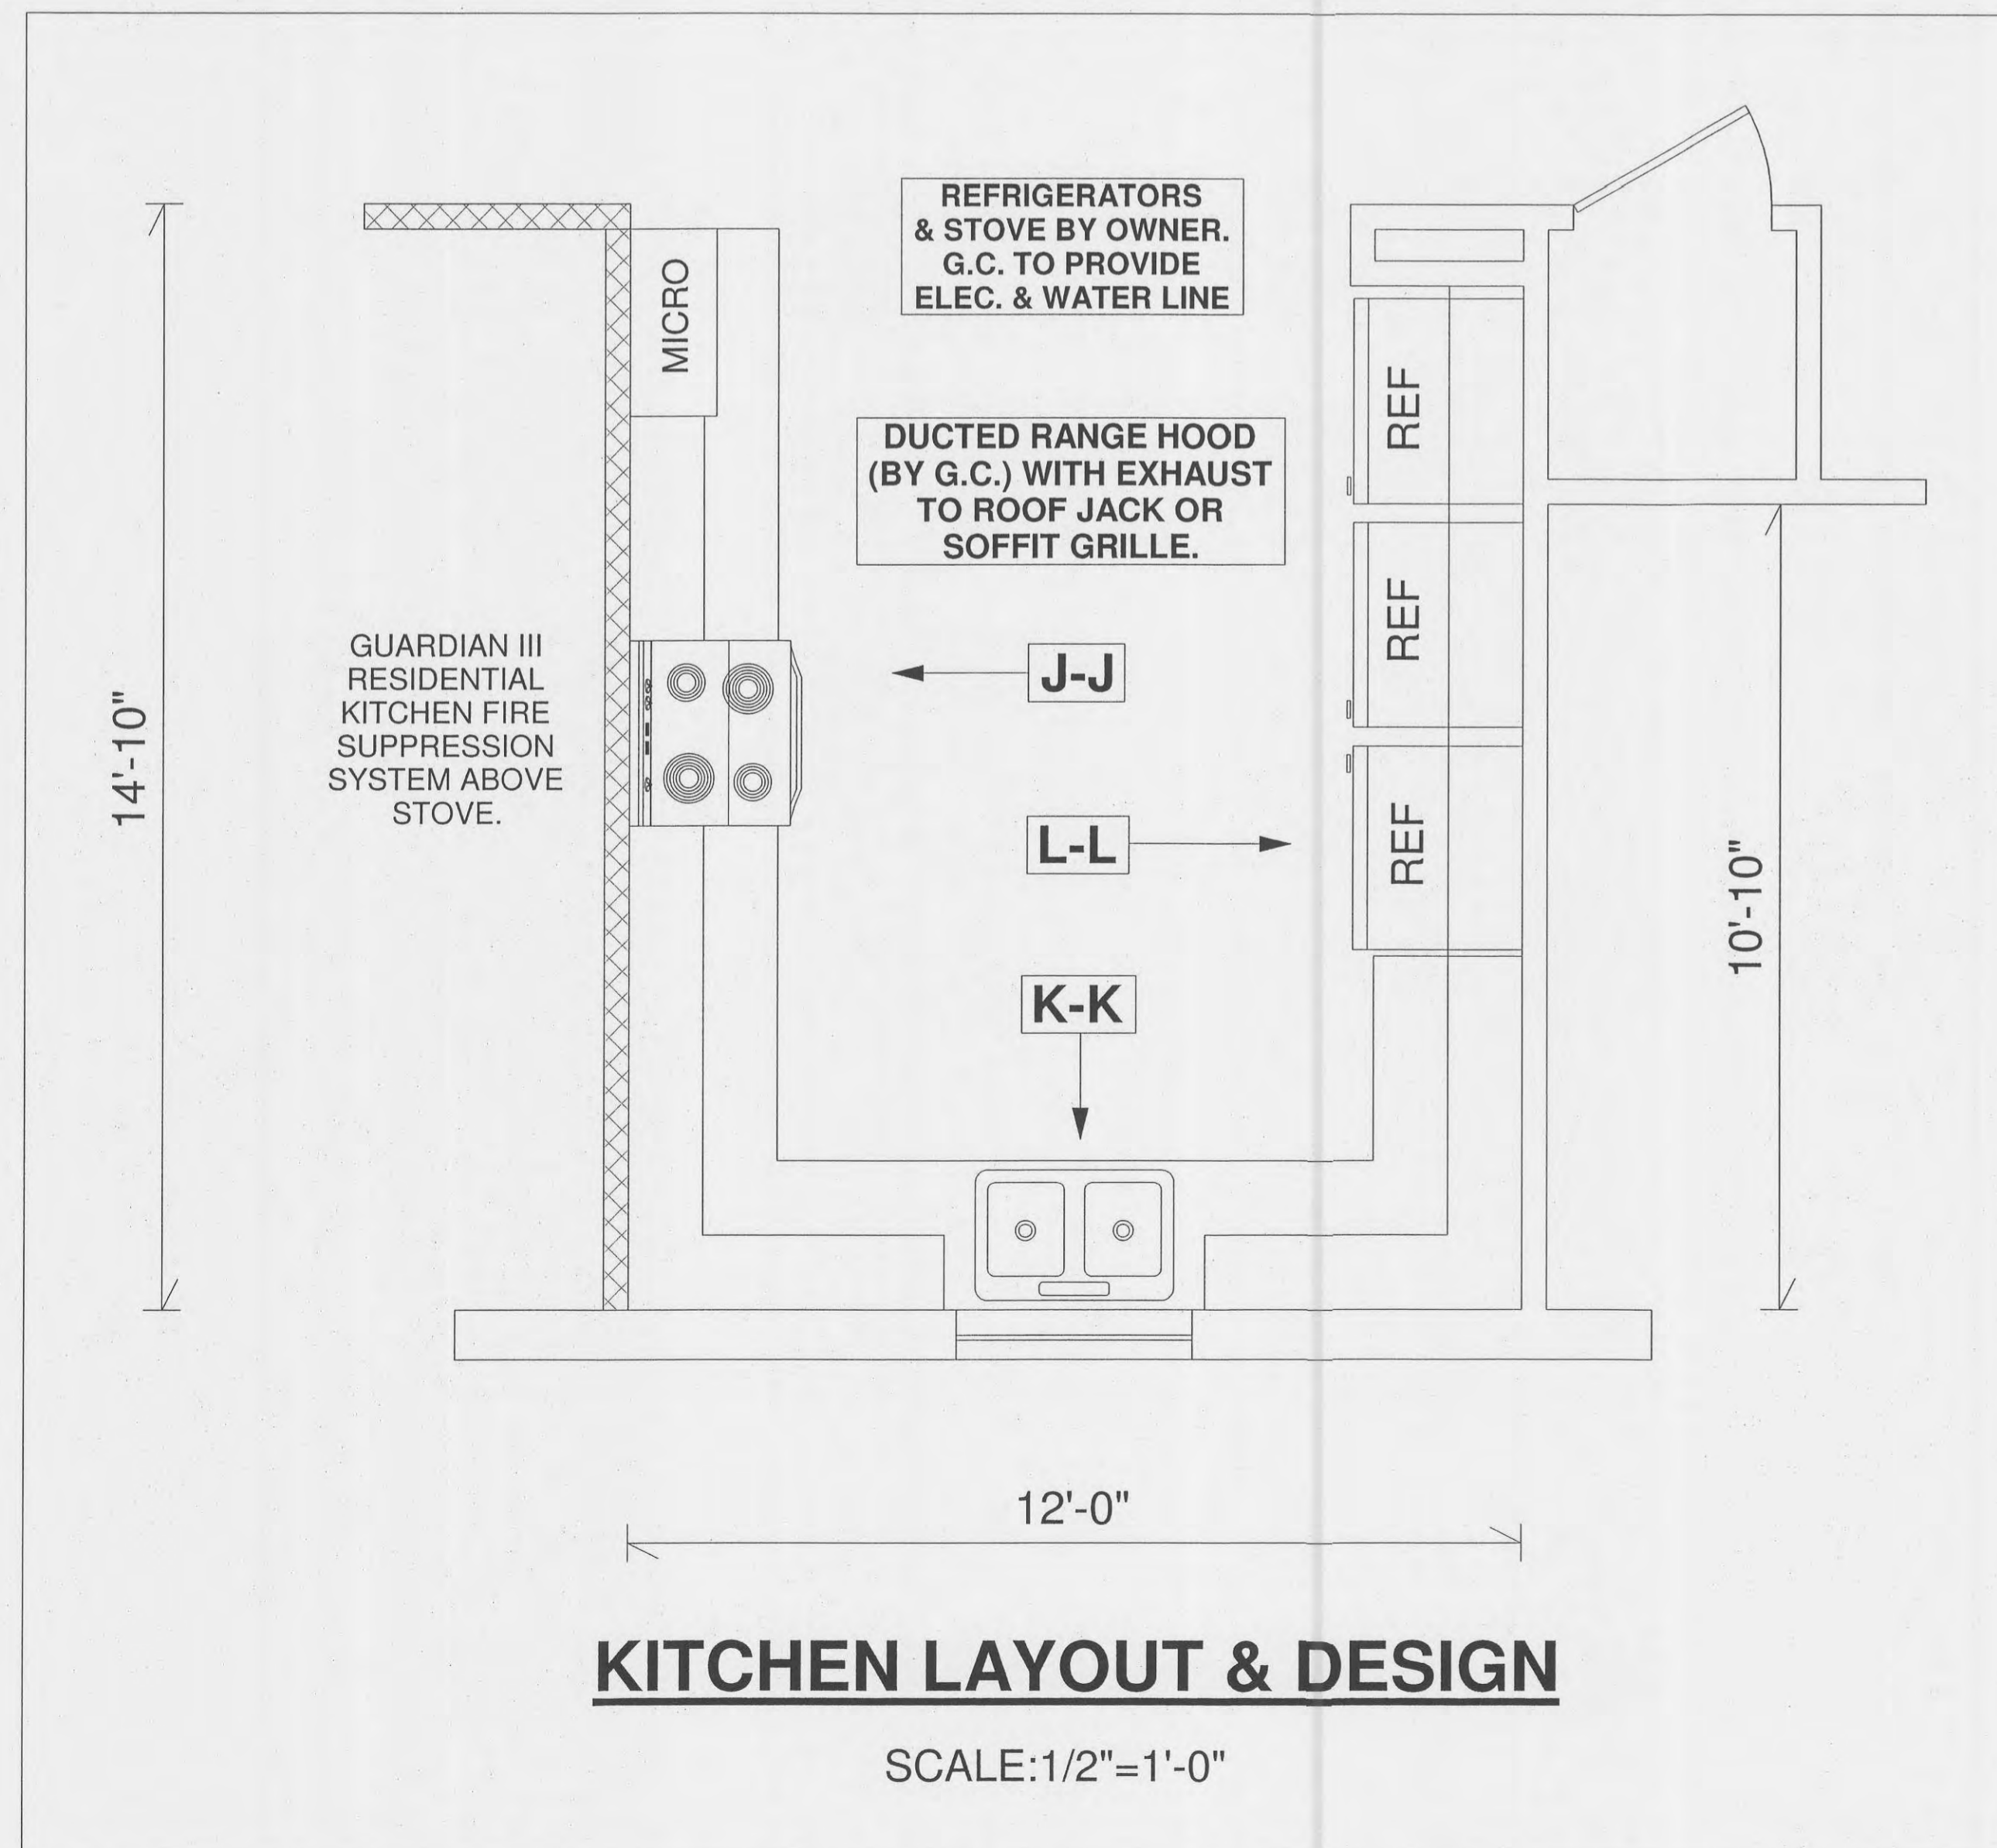 REFRIGERATORS
& STOVE BY OWNER.
G.C. TO PROVIDE
ELEC. & WATER LINE
MICRO
REF
DUCTED RANGE HOOD
(BY G.C.) WITH EXHAUST
TO ROOF JACK OR
SOFFIT GRILLE.
GUARDIAN III
RESIDENTIAL
KITCHEN FIRE
SUPPRESSION
SYSTEM ABOVE
STOVE.
14'-10"
J-J
REF
L-L
REF
10'-10"
K-K
12'-0"
KITCHEN LAYOUT & DESIGN
SCALE:1/2"=1'-0"